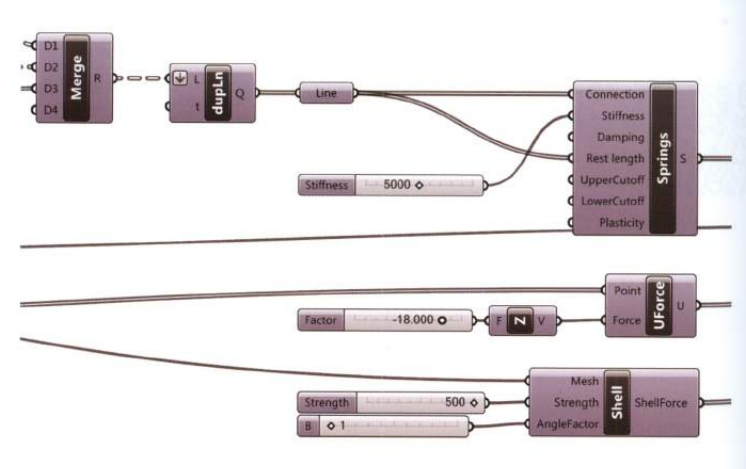 D1
D2
D3
D4
Merge
R
L
t
dupLn
Q
Line
Stiffness
5000
Connection
Stiffness
Damping
Rest length
UpperCutoff
LowerCutoff
Plasticity
Springs
S
Factor
-18.000
F
Z
V
Point
Force
UForce
U
Strength
500
B
1
Mesh
Strength
AngleFactor
Shell
ShellForce